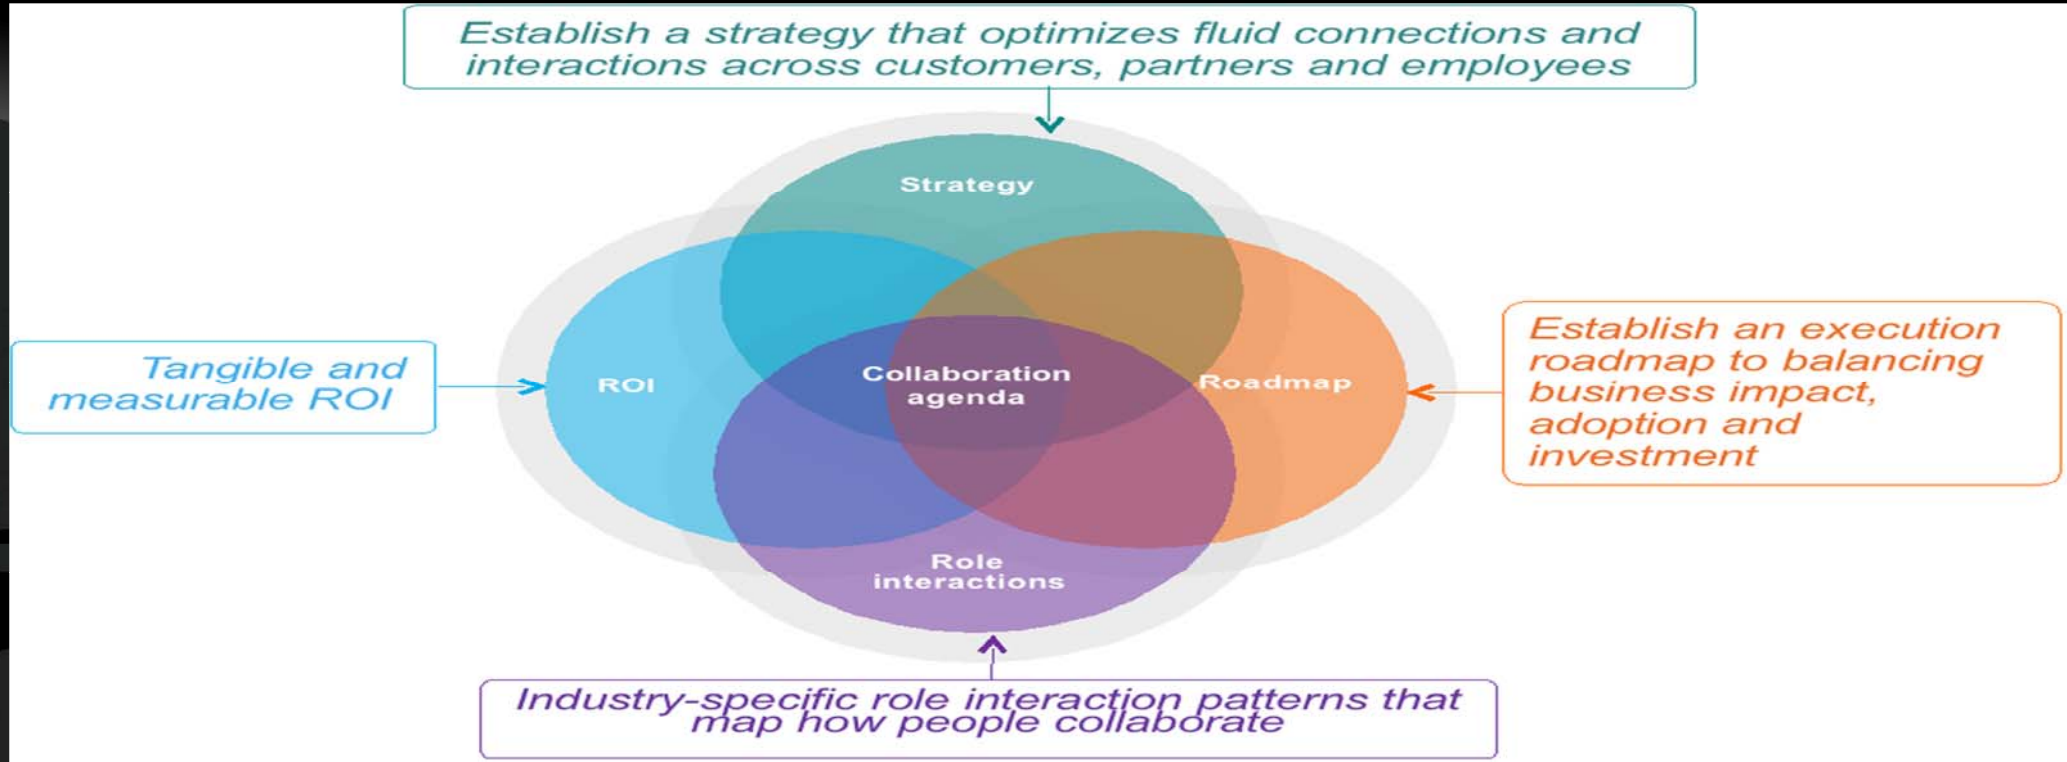 Establish a strategy that optimizes fluid connections and
interactions across customers, partners and employees
Strategy
Tangible and
measurable ROI
ROI
Collaboration
agenda
Roadmap
Establish an execution
roadmap to balancing
business impact,
adoption and
investment
Role
interactions
Industry-specific role interaction patterns that
map how people collaborate